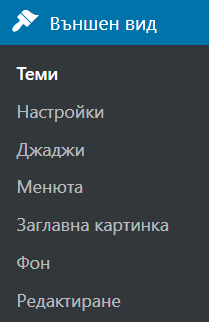 Външен вид
Теми
Настройки
Джаджи
Менюта
Заглавна картинка
Фон
Редактиране